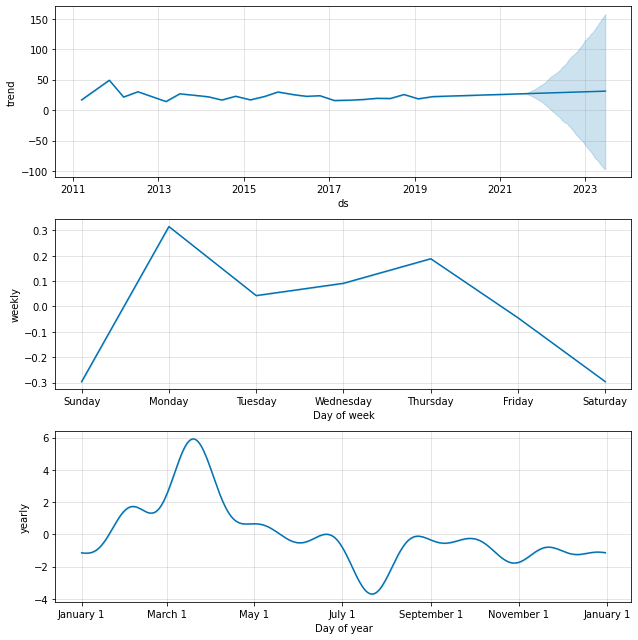 150
100
50
0
−50
−100
trend
2011 2013 2015 2017 2019 2021 2023
ds
0.3
0.2
0.1
0.0
−0.1
−0.2
−0.3
weekly
Sunday Monday Tuesday Wednesday Thursday Friday Saturday
Day of week
6
4
2
0
−2
−4
yearly
January 1 March 1 May 1 July 1 September 1 November 1 January 1
Day of year